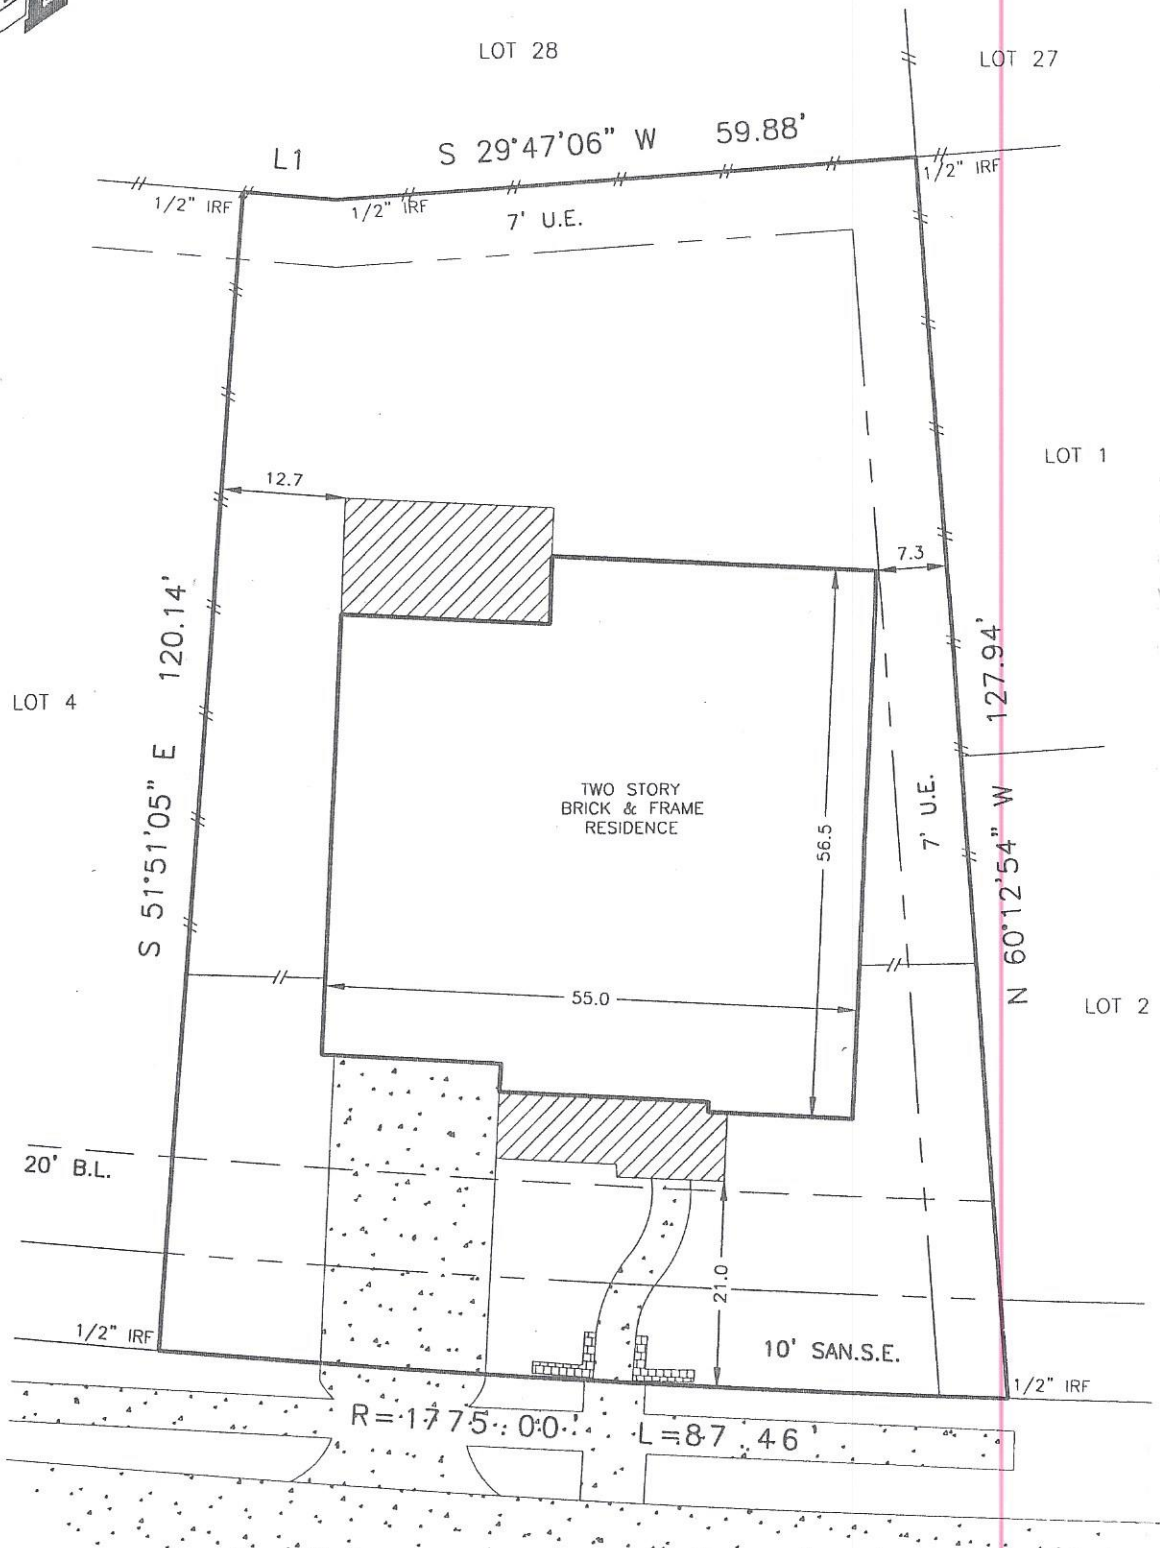 LOT 28
LOT 27
L1
S 29°47'06" W 59.88'
1/2" IRF
1/2" IRF
1/2" IRF
7' U.E.
LOT 1
12.7
7.3
S 51°51'05" E 120.14'
N 60°12'54" W 127.94'
LOT 4
TWO STORY
BRICK & FRAME
RESIDENCE
56.5
7' U.E.
55.0
LOT 2
20' B.L.
21.0
1/2" IRF
10' SAN.S.E.
1/2" IRF
R=1775.00'
L=87.46'